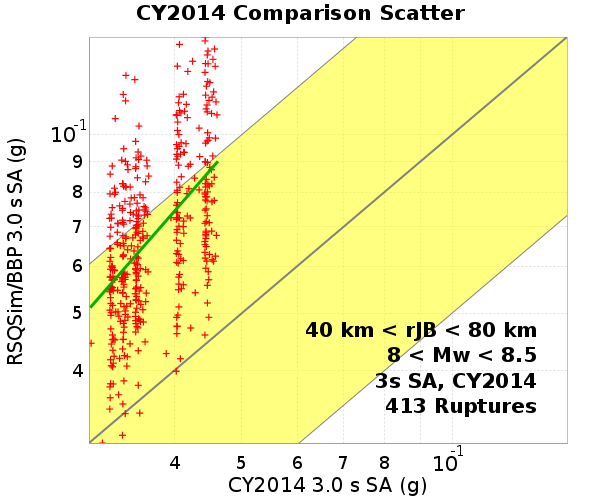 CY2014 Comparison Scatter
RSQSim/BBP 3.0 s SA (g)
10-1
9
8
7
6
5
4
40 km < rJB < 80 km
8 < Mw < 8.5
3s SA, CY2014
413 Ruptures
4 5 6 7 8 10-1
CY2014 3.0 s SA (g)